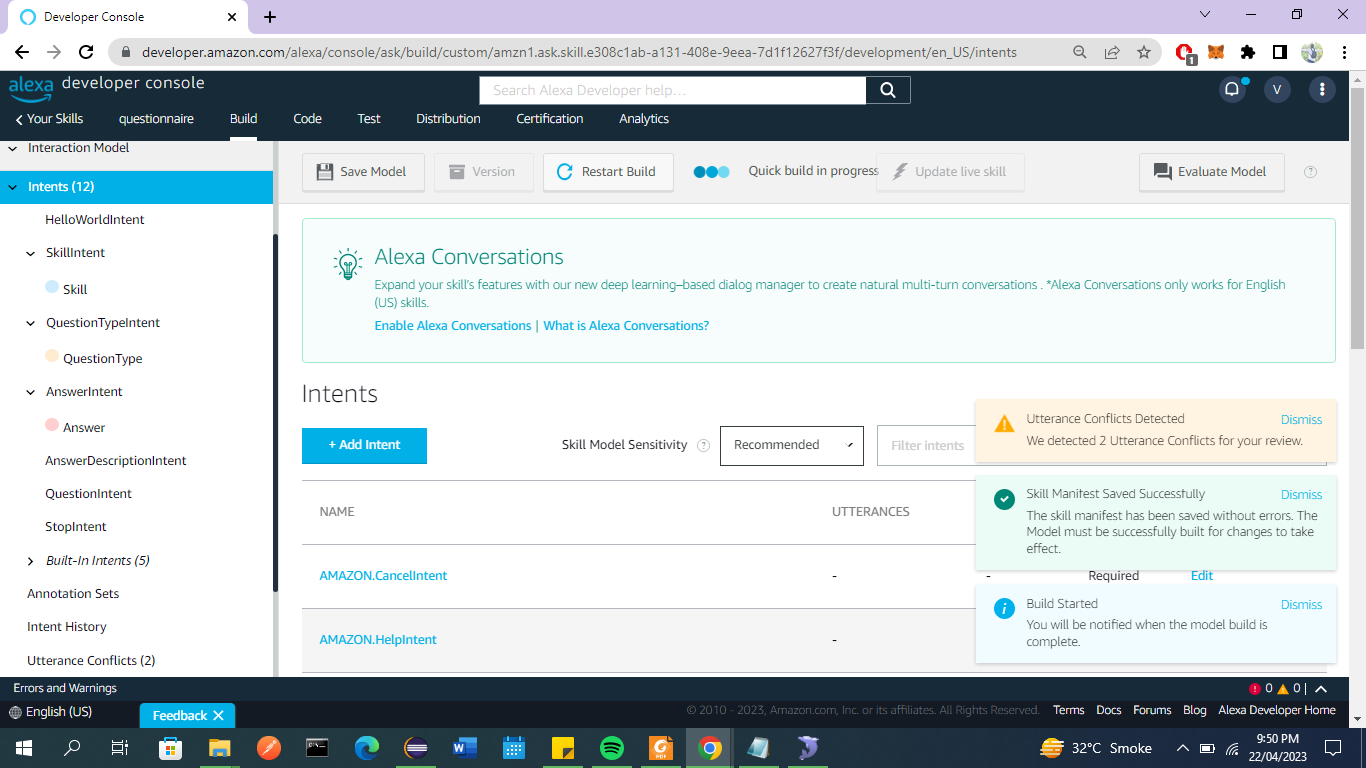 Developer Console
developer.amazon.com/alexa/console/ask/build/custom/amzn1.ask.skill.e308c1ab-a131-408e-9eea-7d1f12627f3f/development/en_US/intents
1
alexa developer console
Search Alexa Developer help...
V
Your Skills
questionnaire
Build
Code
Test
Distribution
Certification
Analytics
Interaction Model
Intents (12)
HelloWorldIntent
SkillIntent
Skill
QuestionTypeIntent
QuestionType
AnswerIntent
Answer
AnswerDescriptionIntent
QuestionIntent
StopIntent
Built-In Intents (5)
Annotation Sets
Intent History
Utterance Conflicts (2)
Save Model
Version
Restart Build
Quick build in progress
Update live skill
Evaluate Model
?
Alexa Conversations
Expand your skill's features with our new deep learning–based dialog manager to create natural multi-turn conversations . *Alexa Conversations only works for English
(US) skills.
Enable Alexa Conversations | What is Alexa Conversations?
Intents
+ Add Intent
Skill Model Sensitivity ?
Recommended
Filter intents
NAME
UTTERANCES
AMAZON.CancelIntent - - Required Edit
AMAZON.HelpIntent -
Utterance Conflicts Detected Dismiss
We detected 2 Utterance Conflicts for your review.
Skill Manifest Saved Successfully Dismiss
The skill manifest has been saved without errors. The
Model must be successfully built for changes to take
effect.
Build Started Dismiss
You will be notified when the model build is
complete.
Errors and Warnings
0 0 |
English (US)
Feedback
© 2010 - 2023, Amazon.com, Inc. or its affiliates. All Rights Reserved.
Terms Docs Forums Blog Alexa Developer Home
32°C Smoke
9:50 PM
22/04/2023